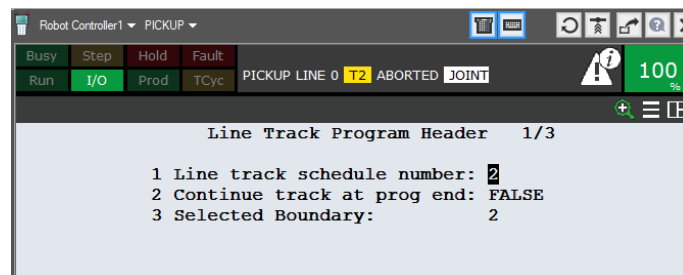 Robot Controller1 PICKUP
Busy Step Hold Fault
Run I/O Prod TCyc
PICKUP LINE 0 T2 ABORTED JOINT
100
%
Line Track Program Header 1/3
1 Line track schedule number: 2
2 Continue track at prog end: FALSE
3 Selected Boundary: 2